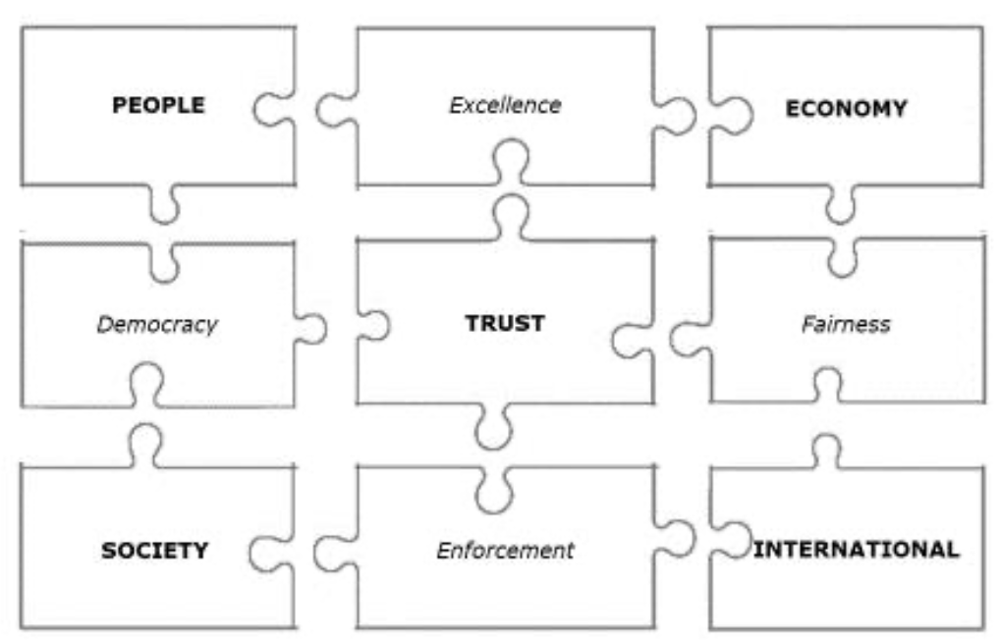 PEOPLE
Excellence
ECONOMY
Democracy
TRUST
Fairness
SOCIETY
Enforcement
INTERNATIONAL